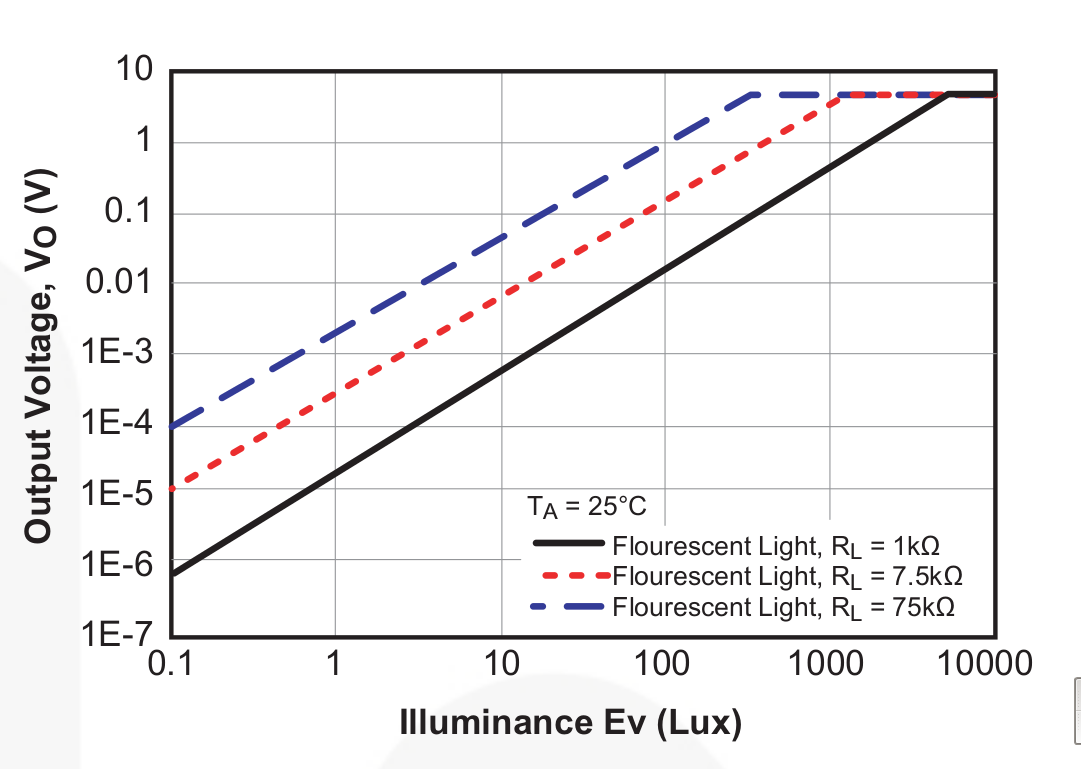 10
1
0.1
0.01
1E-3
1E-4
1E-5
1E-6
1E-7
Output Voltage, VO (V)
TA = 25°C
Flourescent Light, RL = 1kΩ
Flourescent Light, RL = 7.5kΩ
Flourescent Light, RL = 75kΩ
0.1 1 10 100 1000 10000
Illuminance Ev (Lux)